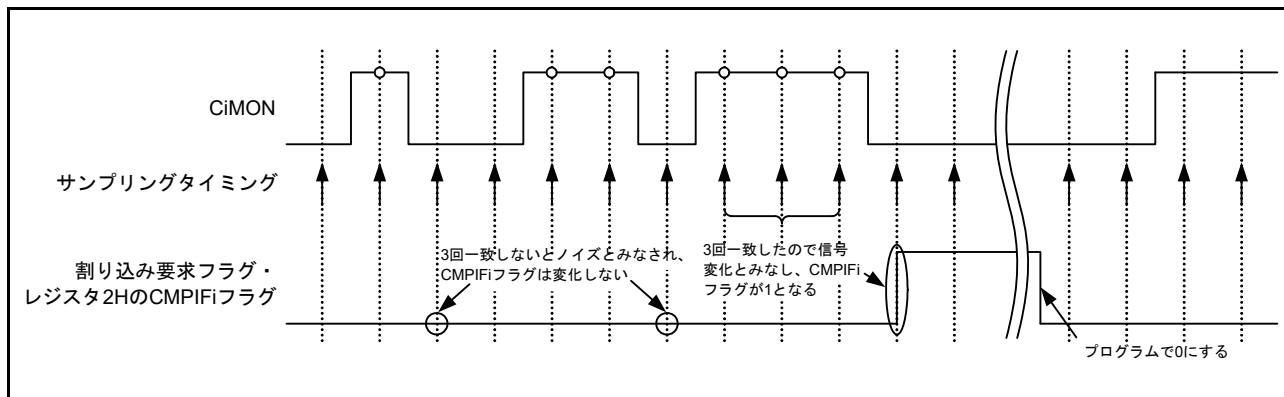 CiMON
サンプリングタイミング
3回一致しないとノイズとみなされ、
CMPIFiフラグは変化しない
3回一致したので信号
変化とみなし、CMPIFi
フラグが1となる
割り込み要求フラグ・
レジスタ2HのCMPIFiフラグ
プログラムで0にする